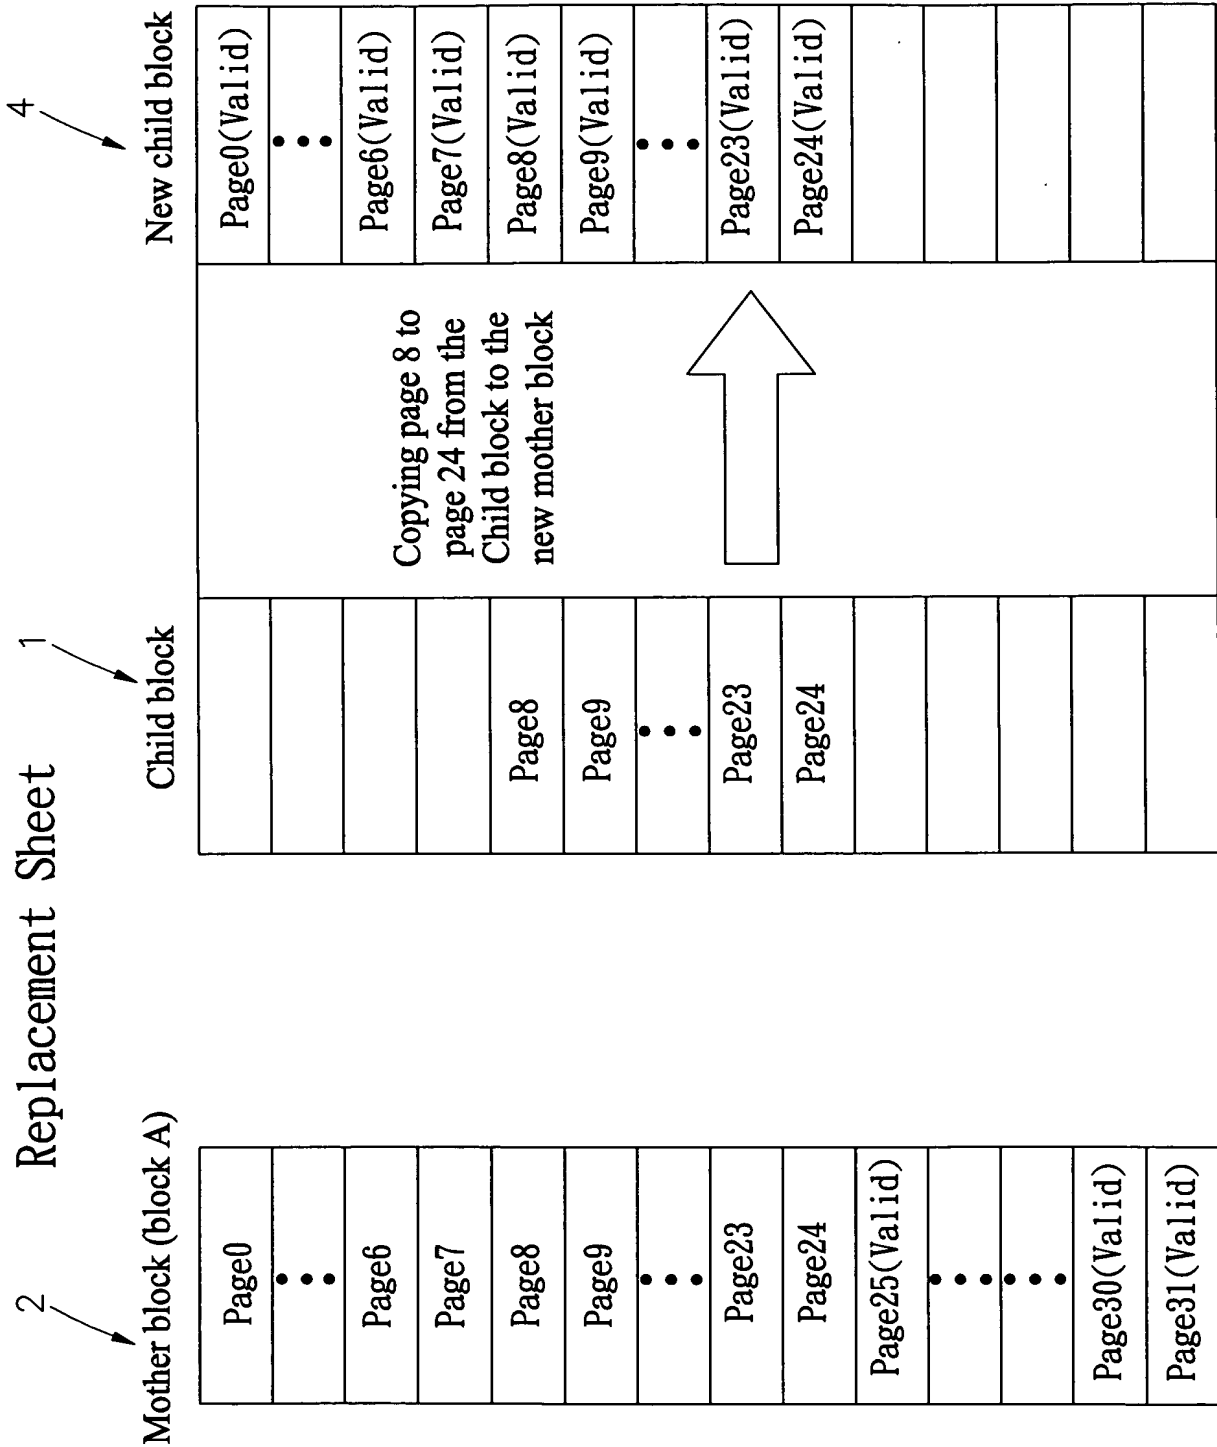 Replacement Sheet
2
Mother block (block A)
Page0
Page6
Page7
Page8
Page9
Page23
Page24
Page25(Valid)
Page30(Valid)
Page31(Valid)
1
Child block
Page8
Page9
Page23
Page24
Copying page 8 to
page 24 from the
Child block to the
new mother block
4
New child block
Page0(Valid)
Page6(Valid)
Page7(Valid)
Page8(Valid)
Page9(Valid)
Page23(Valid)
Page24(Valid)